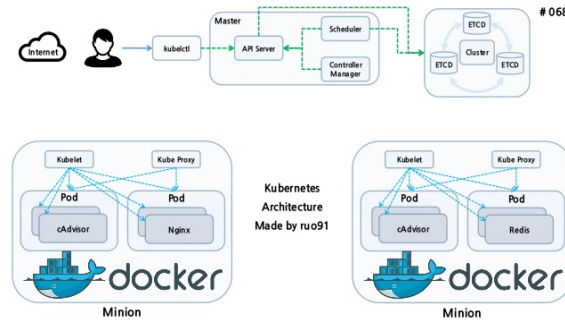 Master
# 068
Internet
kubelctl
API Server
Scheduler
Controller
Manager
ETCD
Cluster
ETCD
ETCD
Kubelet
Kube Proxy
Pod
Pod
cAdvisor
Nginx
docker
Minion
Kubernetes
Architecture
Made by ruo91
Kubelet
Kube Proxy
Pod
Pod
cAdvisor
Redis
docker
Minion